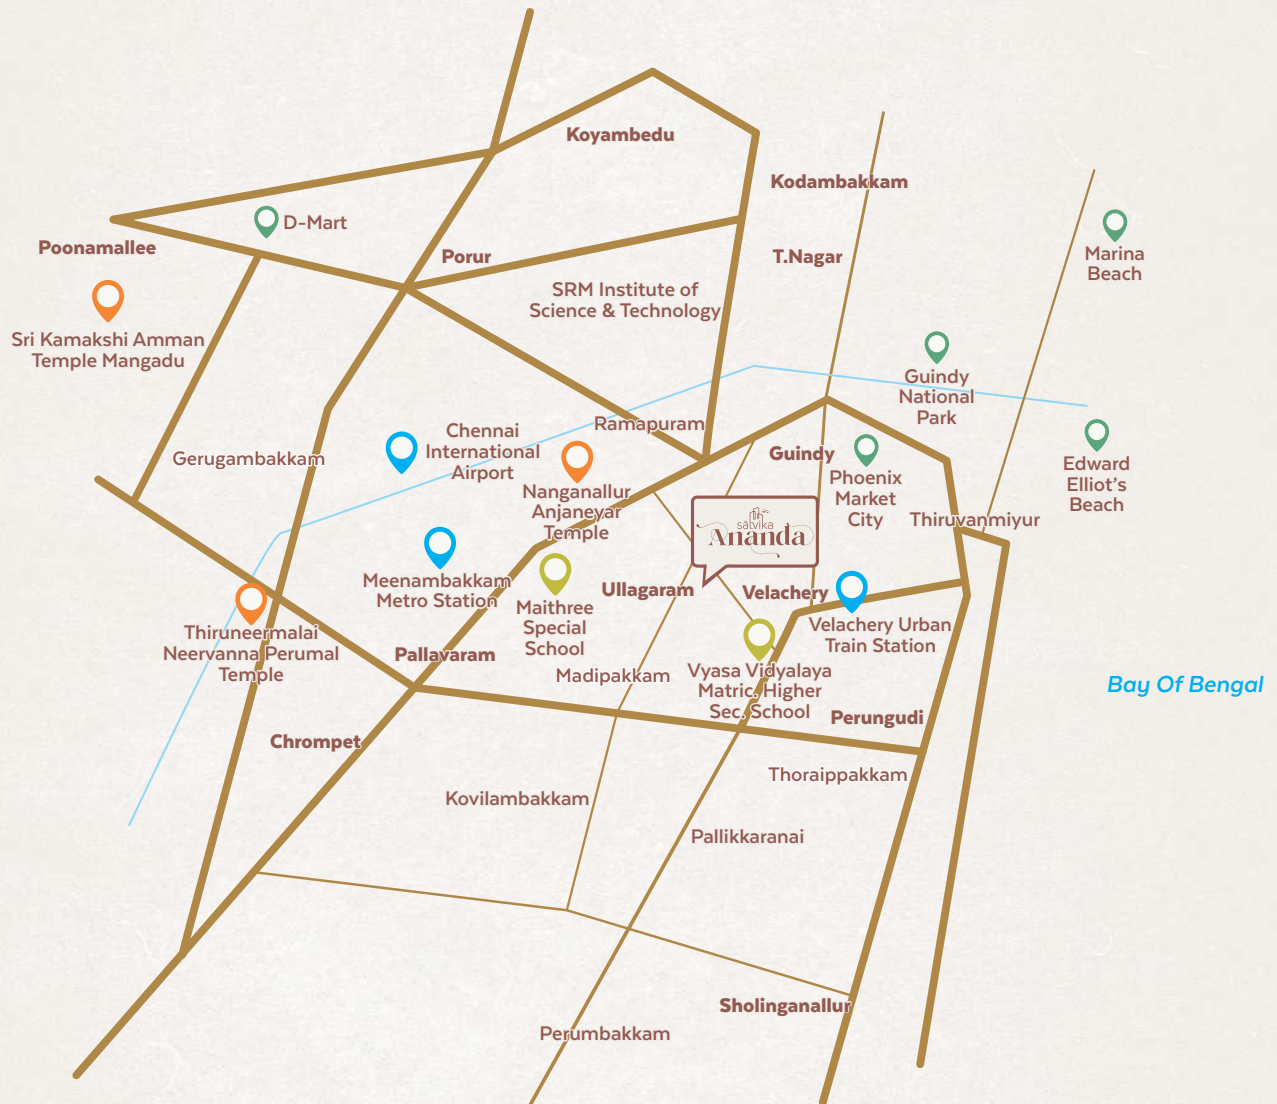 Koyambedu
Kodambakkam
D-Mart
Poonamallee
Porur
T.Nagar
Marina
Beach
SRM Institute of
Science & Technology
Sri Kamakshi Amman
Temple Mangadu
Guindy
National
Park
Ramapuram
Chennai
International
Airport
Gerugambakkam
Guindy
Phoenix
Market
City
Edward
Elliot's
Beach
Nanganallur
Anjaneyar
Temple
Thiruvanmiyur
sátvika
Ananda
Meenambakkam
Metro Station
Ullagaram
Velachery
Maithree
Special
School
Velachery Urban
Train Station
Thiruneermalai
Neervanna Perumal
Temple
Pallavaram
Madipakkam
Vyasa Vidyalaya
Matric. Higher
Sec. School
Bay Of Bengal
Perungudi
Chrompet
Thoraippakkam
Kovilambakkam
Pallikkaranai
Sholinganallur
Perumbakkam